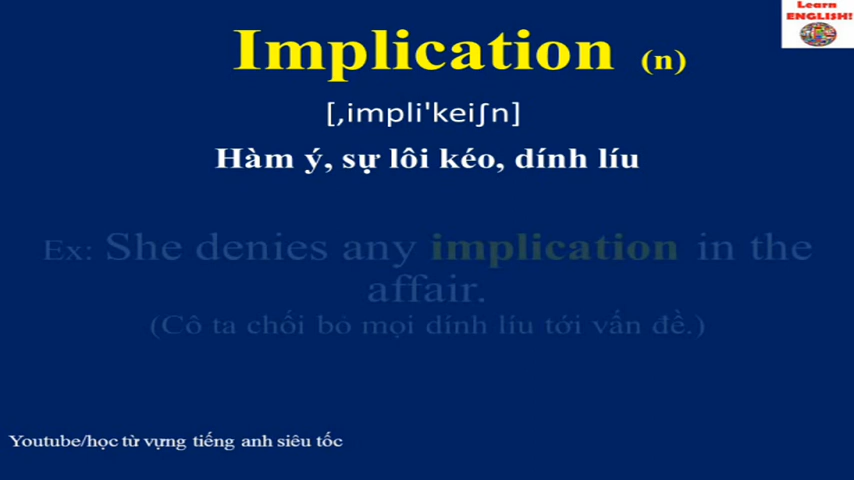 Learn
ENGLISH!
Implication (n)
[,impli'keiʃn]
Hàm ý, sự lôi kéo, dính líu
Ex: She denies any implication in the
affair.
(Cô ta chối bỏ mọi dính líu tới vấn đề.)
Youtube/học từ vựng tiếng anh siêu tốc